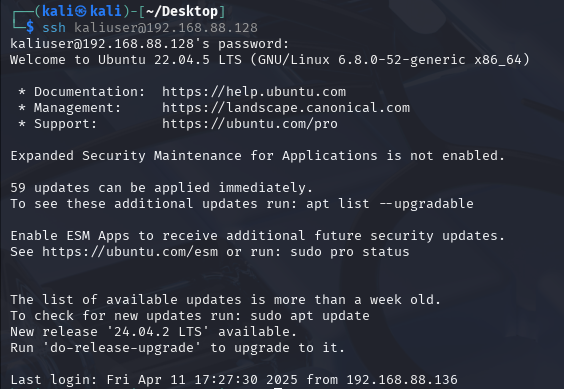 ┌──(kali㉿kali)-[~/Desktop]
└─$ ssh kaliuser@192.168.88.128
kaliuser@192.168.88.128's password:
Welcome to Ubuntu 22.04.5 LTS (GNU/Linux 6.8.0-52-generic x86_64)
* Documentation:  https://help.ubuntu.com
* Management:     https://landscape.canonical.com
* Support:        https://ubuntu.com/pro
Expanded Security Maintenance for Applications is not enabled.
59 updates can be applied immediately.
To see these additional updates run: apt list --upgradable
Enable ESM Apps to receive additional future security updates.
See https://ubuntu.com/esm or run: sudo pro status
The list of available updates is more than a week old.
To check for new updates run: sudo apt update
New release '24.04.2 LTS' available.
Run 'do-release-upgrade' to upgrade to it.
Last login: Fri Apr 11 17:27:30 2025 from 192.168.88.136